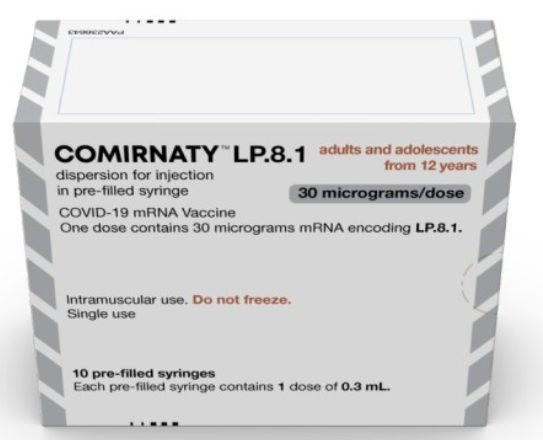 PAA236643
COMIRNATY™ LP.8.1
adults and adolescents
from 12 years
dispersion for injection
in pre-filled syringe
30 micrograms/dose
COVID-19 mRNA Vaccine
One dose contains 30 micrograms mRNA encoding LP.8.1.
Intramuscular use. Do not freeze.
Single use
10 pre-filled syringes
Each pre-filled syringe contains 1 dose of 0.3 mL.